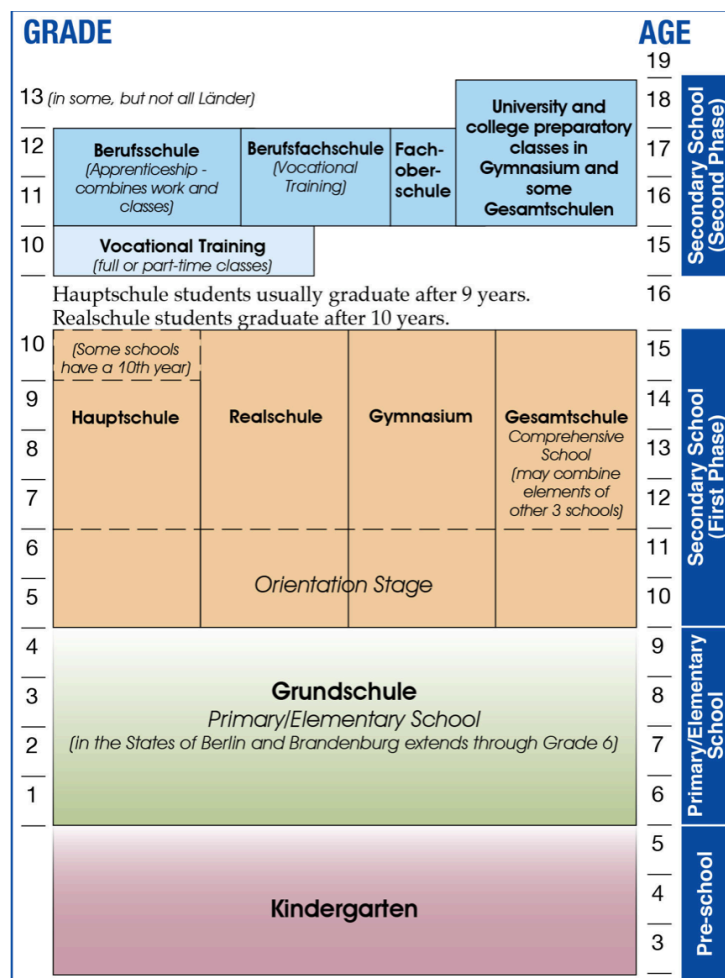 GRADE
AGE
19
13 (in some, but not all Länder)
18
12
17
11
16
10
15
Berufsschule
(Apprenticeship -
combines work and
classes)
Berufsfachschule
(Vocational
Training)
Fach-
ober-
schule
University and
college preparatory
classes in
Gymnasium and
some
Gesamtschulen
Vocational Training
(full or part-time classes)
Secondary School
(Second Phase)
Hauptschule students usually graduate after 9 years.
Realschule students graduate after 10 years.
16
10
15
9
14
8
13
7
12
6
11
5
10
(Some schools
have a 10th year)
Hauptschule
Realschule
Gymnasium
Gesamtschule
Comprehensive
School
(may combine
elements of
other 3 schools)
Orientation Stage
Secondary School
(First Phase)
4
9
3
8
2
7
1
6
Grundschule
Primary/Elementary School
(in the States of Berlin and Brandenburg extends through Grade 6)
Primary/Elementary
School
5
4
3
Kindergarten
Pre-school